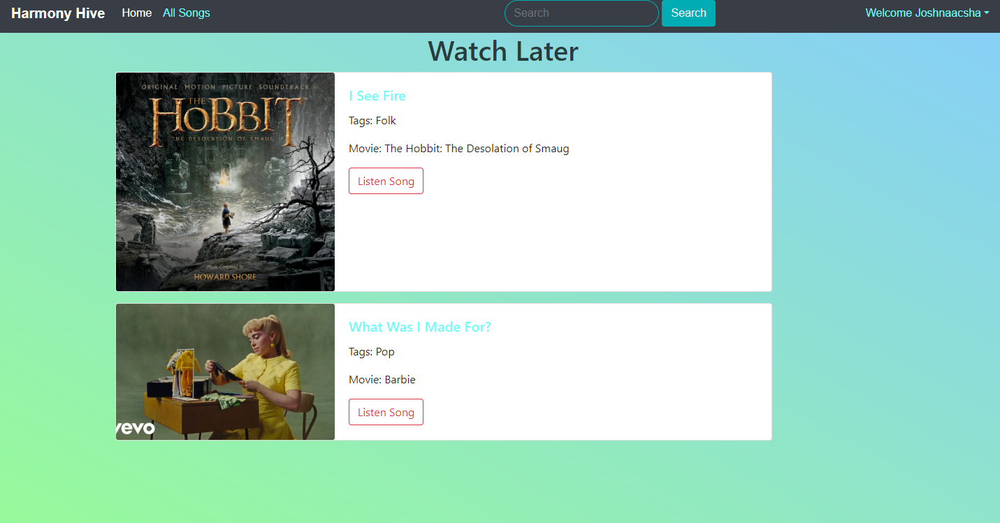 Harmony Hive Home All Songs Search Search Welcome Joshnaacsha
Watch Later
ORIGINAL MOTION PICTURE SOUNDTRACK
THE
HOBBIT
THE DESOLATION OF SMAUG
Music Composed by
HOWARD SHORE
I See Fire
Tags: Folk
Movie: The Hobbit: The Desolation of Smaug
Listen Song
vevo
What Was I Made For?
Tags: Pop
Movie: Barbie
Listen Song